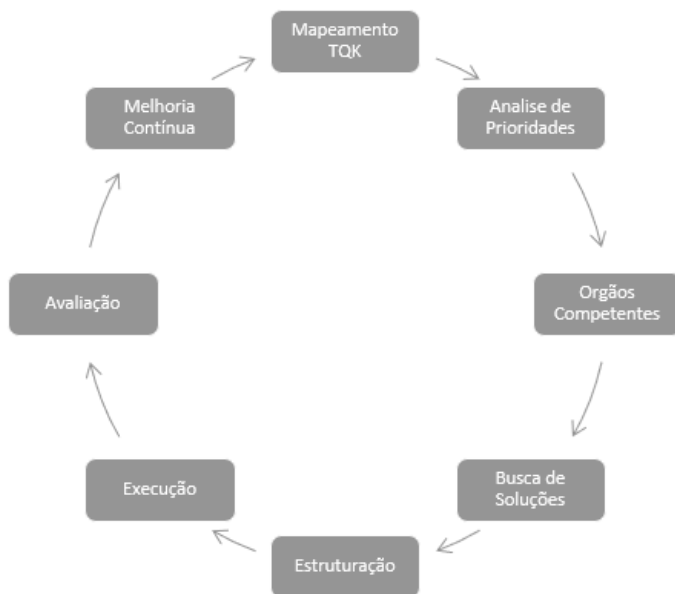 Mapeamento
TQK
Analise de
Prioridades
Orgãos
Competentes
Busca de
Soluções
Estruturação
Execução
Avaliação
Melhoria
Contínua